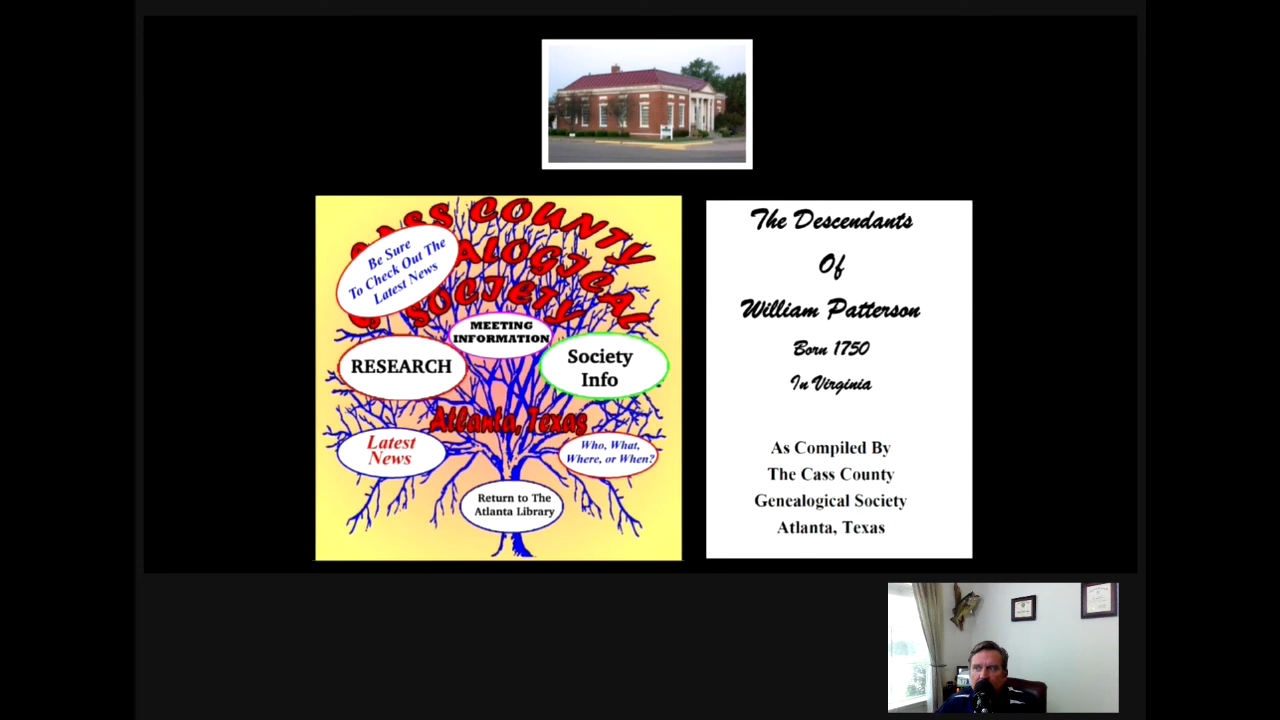 CASS COUNTY
ALOGICAL
SOCIETY
Be Sure
To Check Out The
Latest News
MEETING
INFORMATION
RESEARCH
Society
Info
Atlanta, Texas
Latest
News
Who, What,
Where, or When?
Return to The
Atlanta Library
The Descendants
Of
William Patterson
Born 1750
In Virginia
As Compiled By
The Cass County
Genealogical Society
Atlanta, Texas